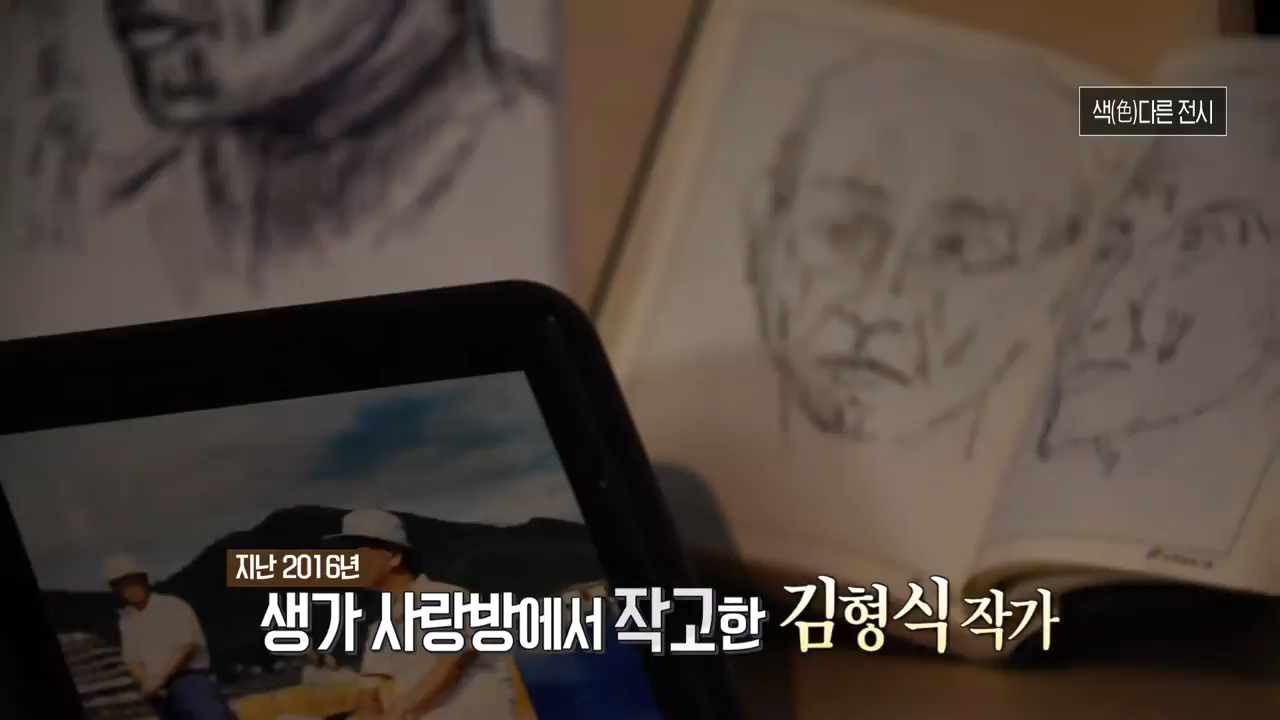 색(色)다른 전시
지난 2016년
생가 사랑방에서 작고한 김형식 작가